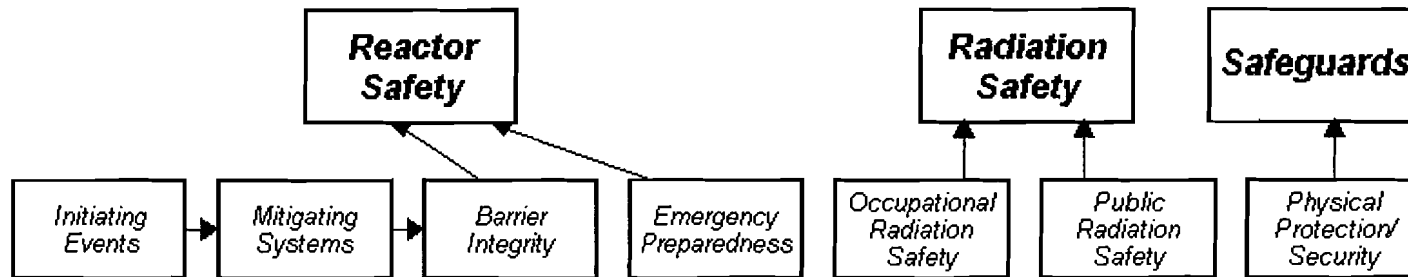 Reactor
Safety
Radiation
Safety
Safeguards
Initiating
Events
Mitigating
Systems
Barrier
Integrity
Emergency
Preparedness
Occupational
Radiation
Safety
Public
Radiation
Safety
Physical
Protection/
Security